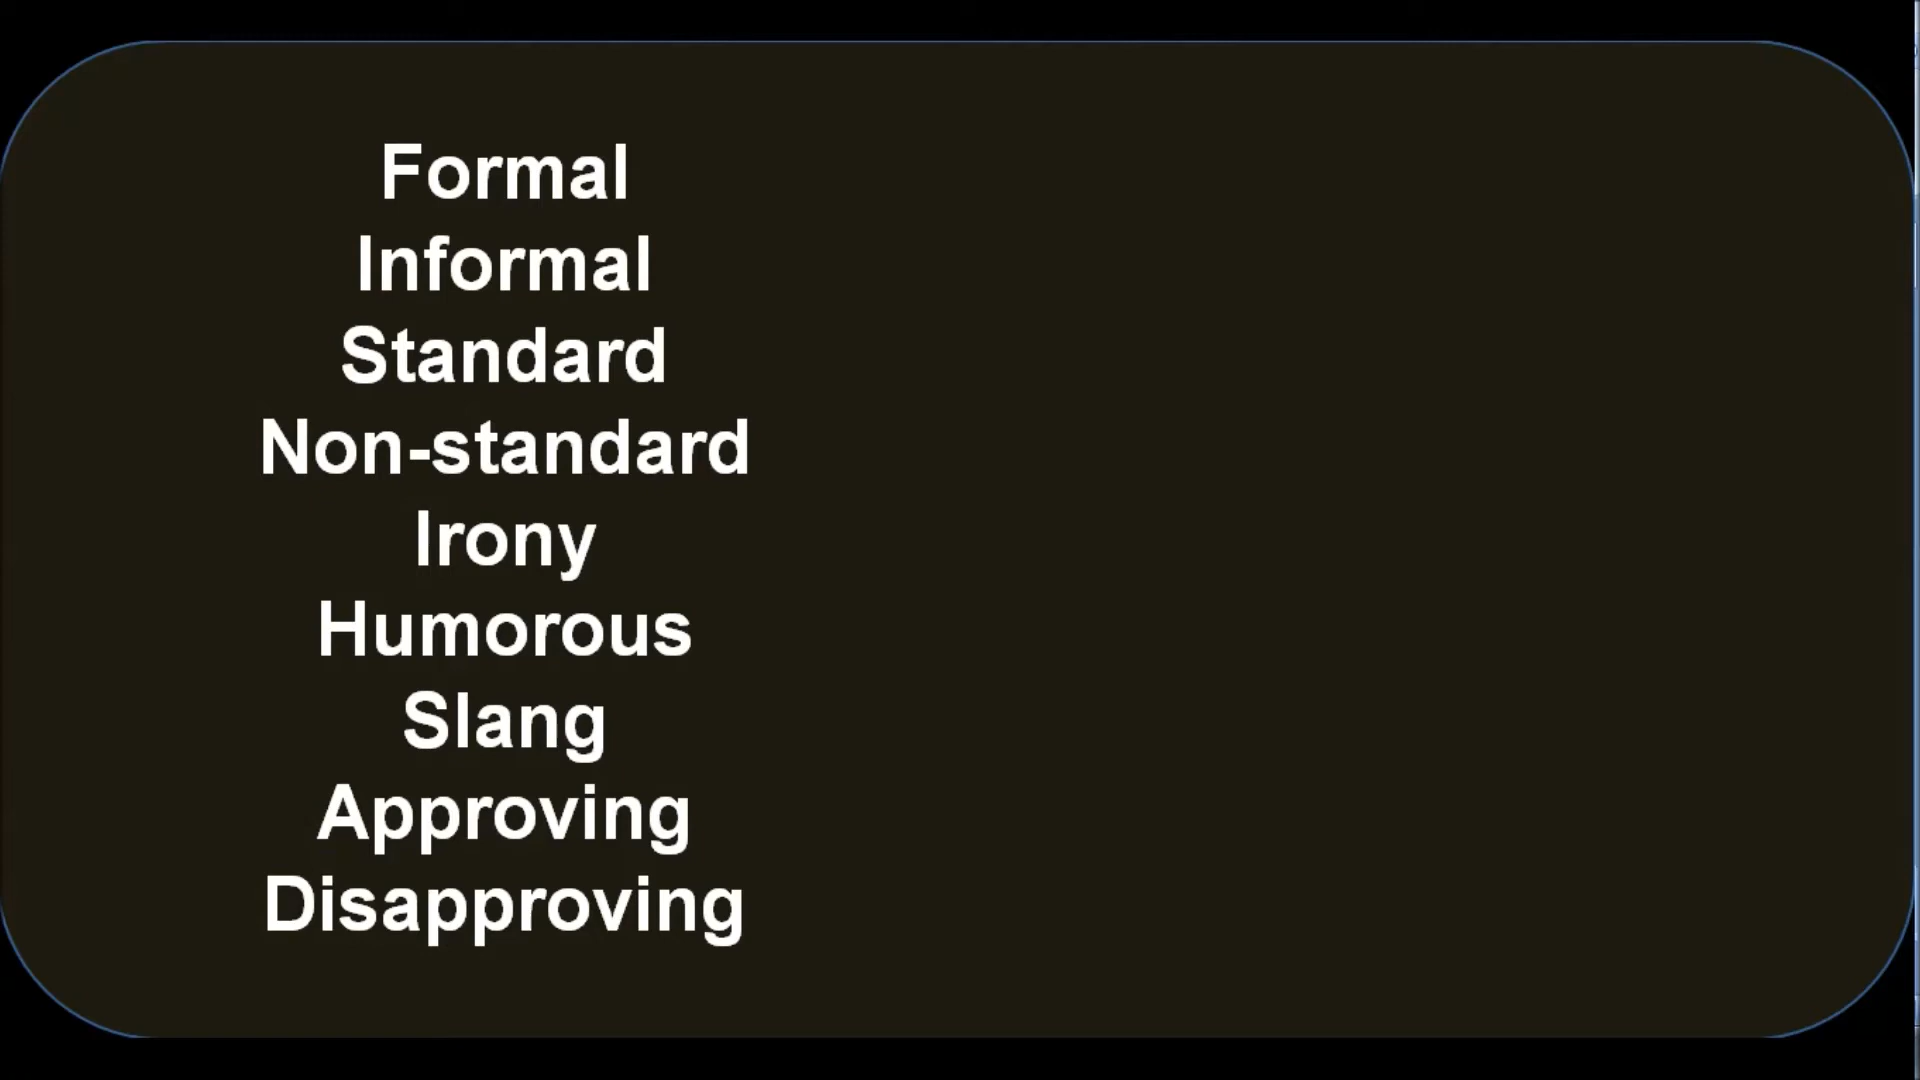 Formal
Informal
Standard
Non-standard
Irony
Humorous
Slang
Approving
Disapproving